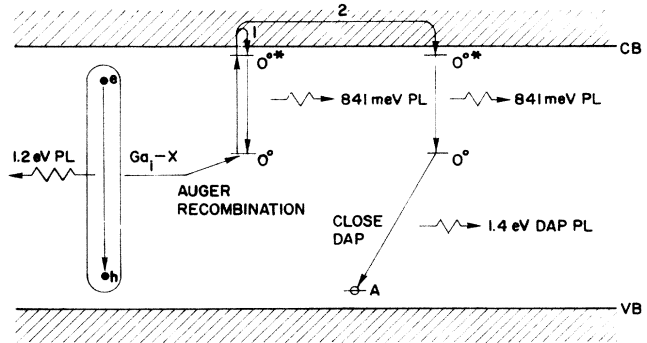 2
1
CB
O°* O°*
e
841 meV PL 841 meV PL
1.2 eV PL Gaᵢ–X O° O°
AUGER
RECOMBINATION
CLOSE
DAP
1.4 eV DAP PL
h
A
VB